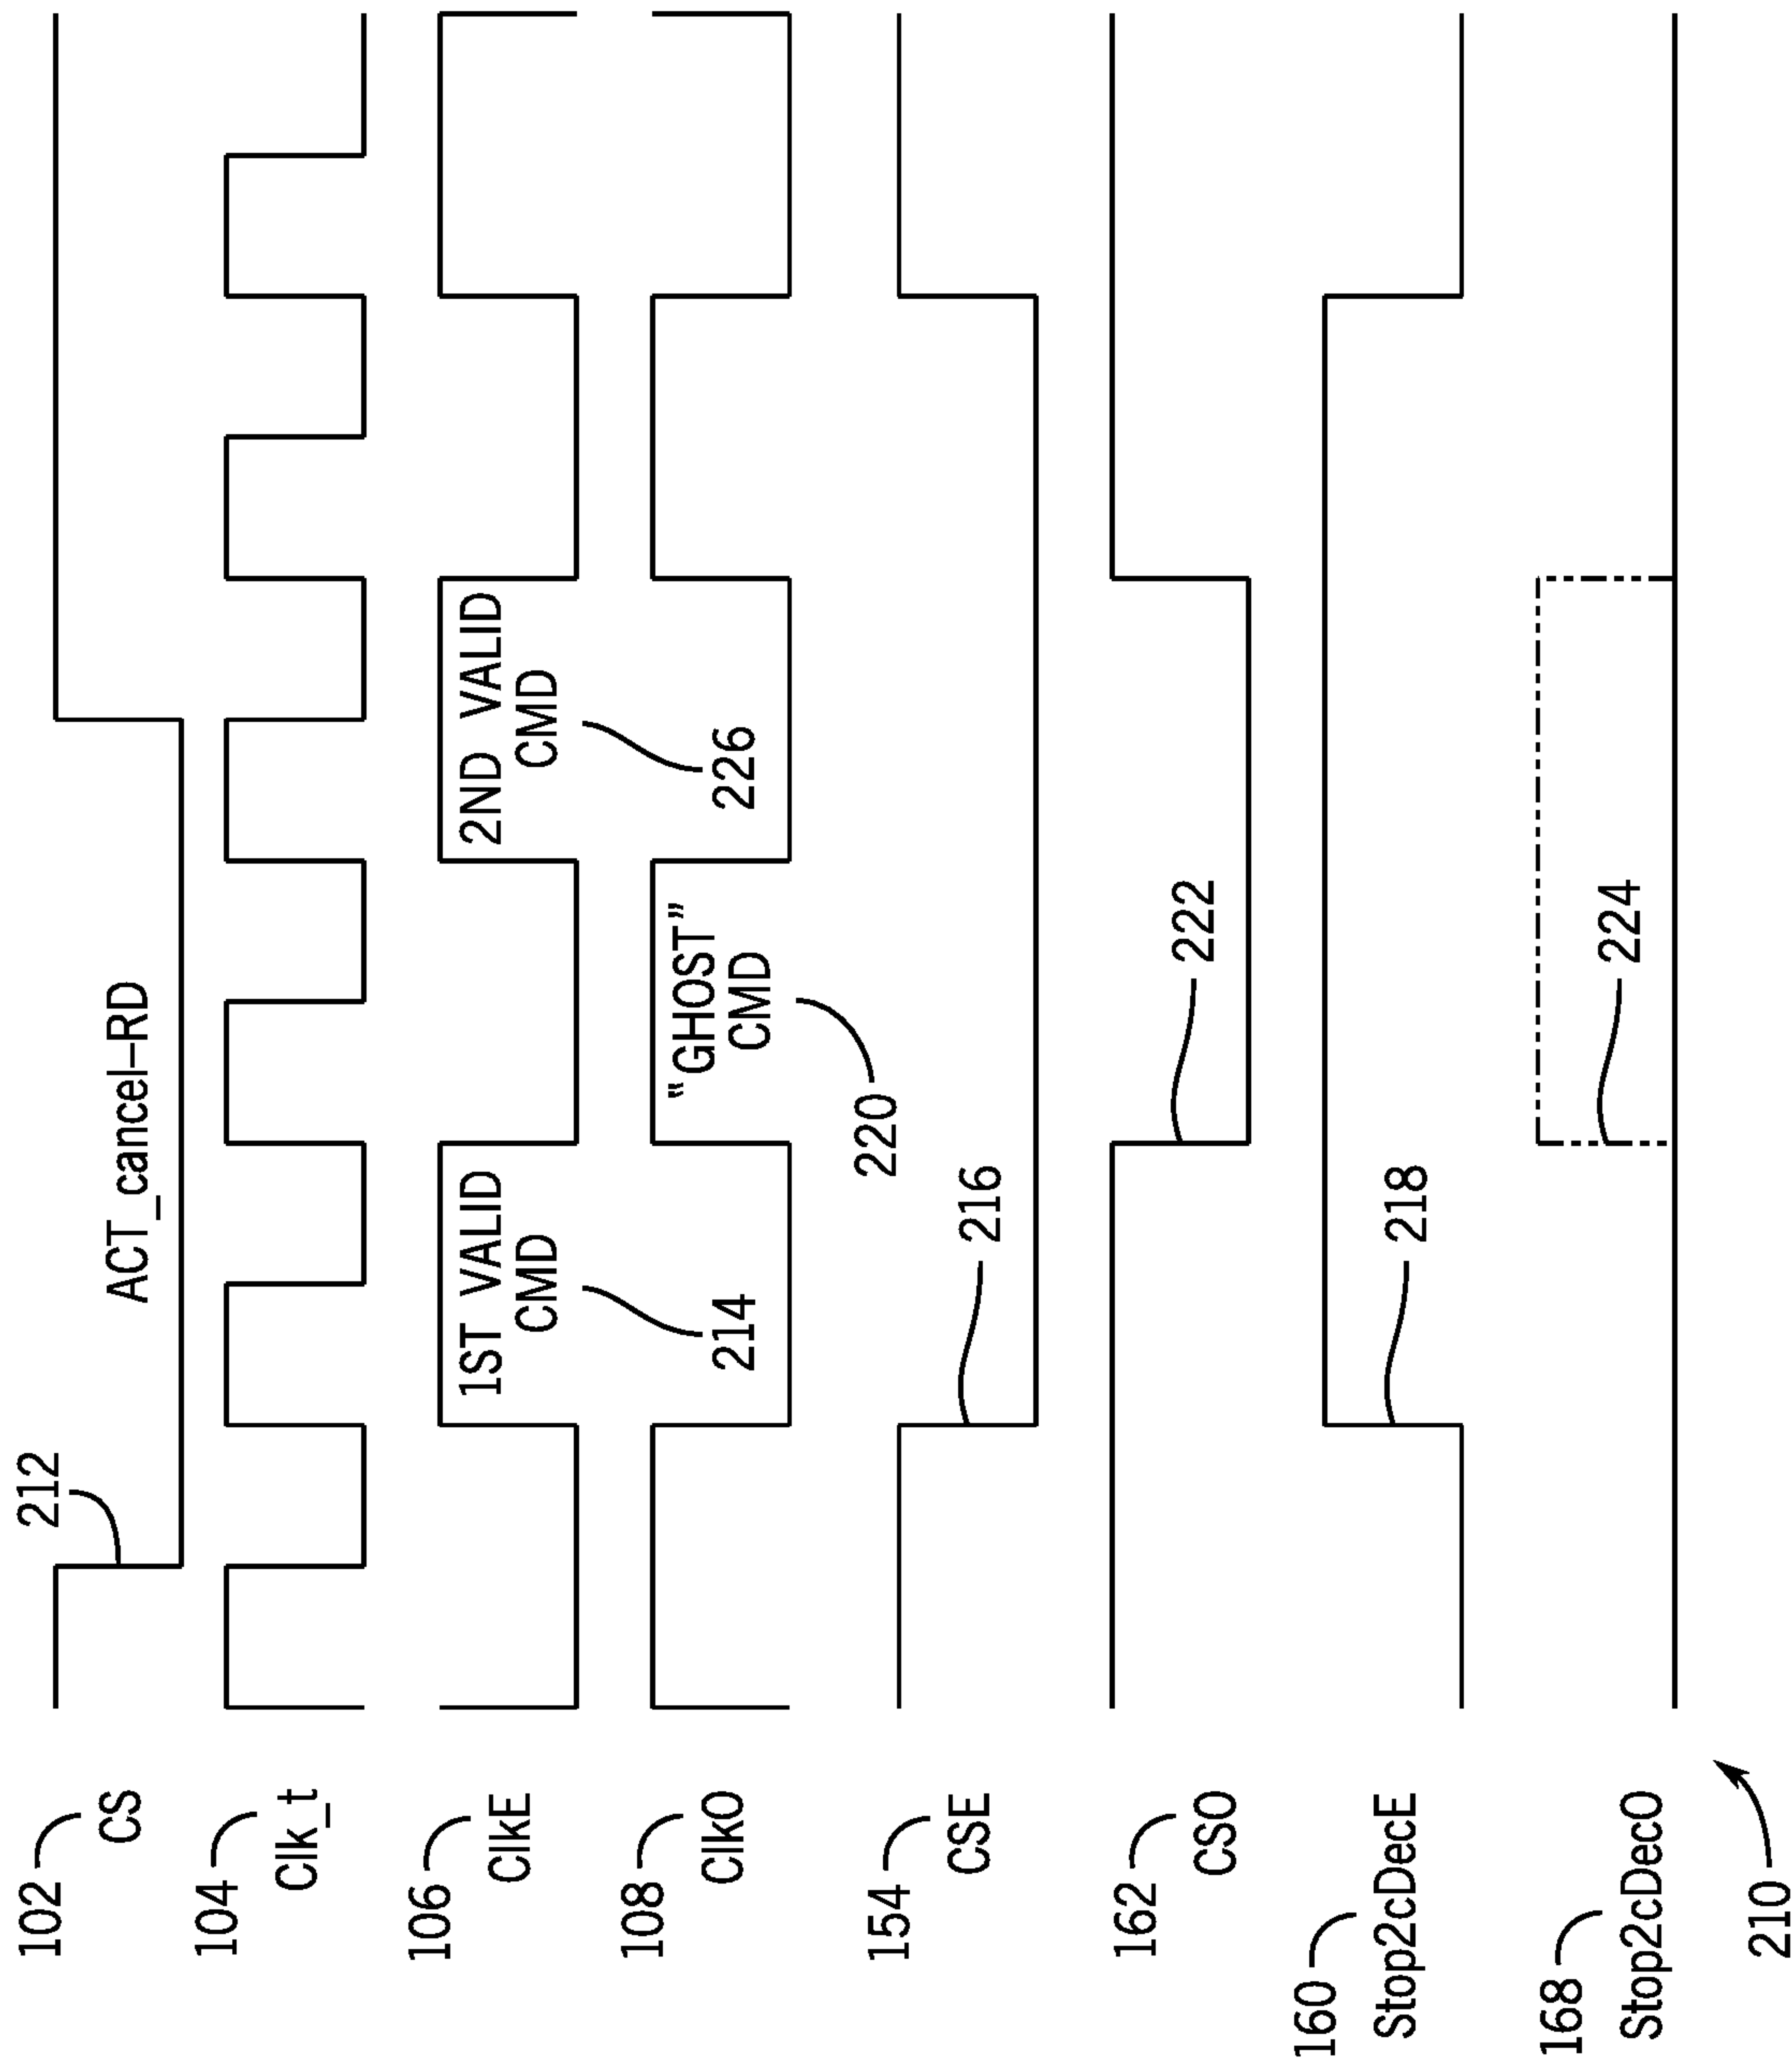 102
CS
212
ACT_cancel-RD
104
Clk_t
106
ClkE
1ST VALID
CMD
214
2ND VALID
CMD
226
108
ClkO
"GHOST"
CMD
220
154
CSE
216
162
CSO
222
160
Stop2cDecE
218
168
Stop2cDecO
224
210